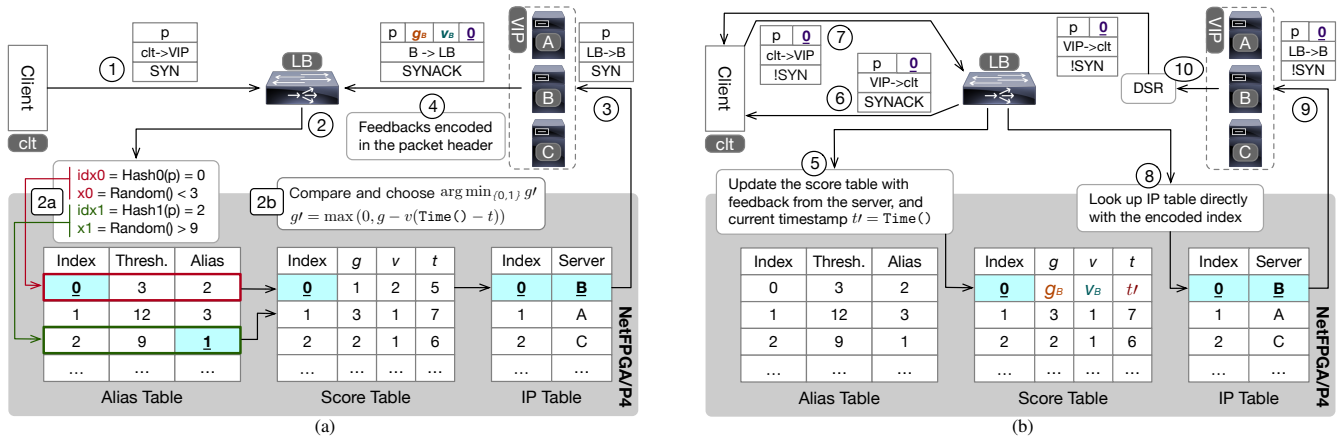 p
clt->VIP
SYN
1
Client
clt
LB
p gB vB 0
B -> LB
SYNACK
VIP
A
B
C
p
LB->B
SYN
3
4
Feedbacks encoded
in the packet header
2
2a
idx0 = Hash0(p) = 0
x0 = Random() < 3
idx1 = Hash1(p) = 2
x1 = Random() > 9
2b
Compare and choose arg min{0,1} g′
g′ = max (0, g − v(Time() − t))
Index Thresh. Alias
0 3 2
1 12 3
2 9 1
... ... ...
Alias Table
Index g v t
0 1 2 5
1 3 1 7
2 2 1 6
... ... ... ...
Score Table
Index Server
0 B
1 A
2 C
... ...
IP Table
NetFPGA/P4
(a)
Client
clt
p 0
clt->VIP
!SYN
7
p 0
VIP->clt
SYNACK
6
LB
p 0
VIP->clt
!SYN
10
DSR
VIP
A
B
C
p 0
LB->B
!SYN
9
5
Update the score table with
feedback from the server, and
current timestamp t′ = Time()
8
Look up IP table directly
with the encoded index
Index Thresh. Alias
0 3 2
1 12 3
2 9 1
... ... ...
Alias Table
Index g v t
0 gB vB t′
1 3 1 7
2 2 1 6
... ... ... ...
Score Table
Index Server
0 B
1 A
2 C
... ...
IP Table
NetFPGA/P4
(b)